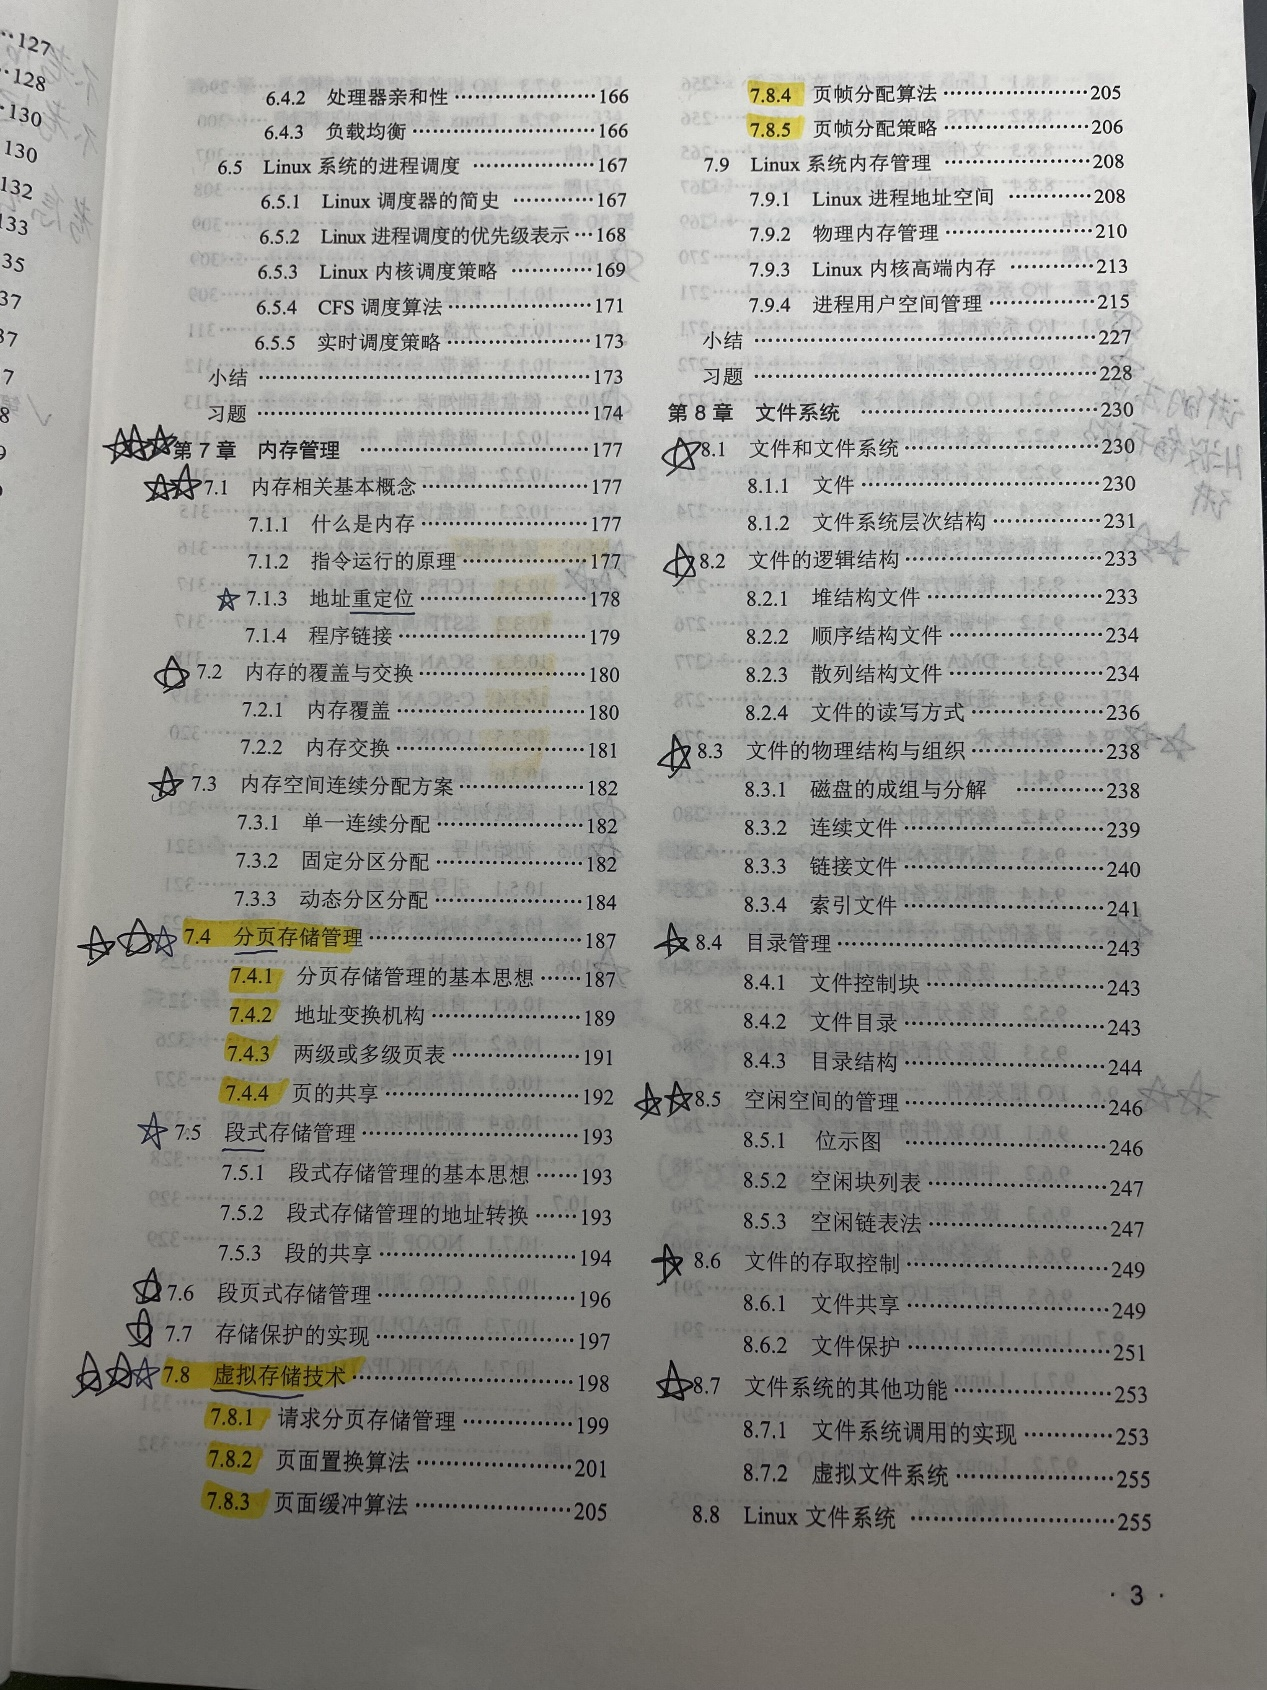 ··127
·128
·130
130
132
133
35
37
37
7
8
9
6.4.2 处理器亲和性 ··················· 166
6.4.3 负载均衡 ························· 166
6.5 Linux 系统的进程调度 ················ 167
6.5.1 Linux 调度器的简史 ············· 167
6.5.2 Linux 进程调度的优先级表示 ··· 168
6.5.3 Linux 内核调度策略 ············· 169
6.5.4 CFS 调度算法 ····················· 171
6.5.5 实时调度策略 ····················· 173
小结 ············································· 173
习题 ············································· 174
第 7 章 内存管理 ······························ 177
7.1 内存相关基本概念 ······················ 177
7.1.1 什么是内存 ······················· 177
7.1.2 指令运行的原理 ·················· 177
7.1.3 地址重定位 ······················· 178
7.1.4 程序链接 ························· 179
7.2 内存的覆盖与交换 ······················ 180
7.2.1 内存覆盖 ························· 180
7.2.2 内存交换 ························· 181
7.3 内存空间连续分配方案 ················ 182
7.3.1 单一连续分配 ····················· 182
7.3.2 固定分区分配 ····················· 182
7.3.3 动态分区分配 ····················· 184
7.4 分页存储管理 ··························· 187
7.4.1 分页存储管理的基本思想 ······ 187
7.4.2 地址变换机构 ····················· 189
7.4.3 两级或多级页表 ·················· 191
7.4.4 页的共享 ························· 192
7.5 段式存储管理 ··························· 193
7.5.1 段式存储管理的基本思想 ······ 193
7.5.2 段式存储管理的地址转换 ······ 193
7.5.3 段的共享 ························· 194
7.6 段页式存储管理 ························ 196
7.7 存储保护的实现 ························ 197
7.8 虚拟存储技术 ··························· 198
7.8.1 请求分页存储管理 ··············· 199
7.8.2 页面置换算法 ····················· 201
7.8.3 页面缓冲算法 ····················· 205
7.8.4 页帧分配算法 ····················· 205
7.8.5 页帧分配策略 ····················· 206
7.9 Linux 系统内存管理 ··················· 208
7.9.1 Linux 进程地址空间 ············· 208
7.9.2 物理内存管理 ····················· 210
7.9.3 Linux 内核高端内存 ············· 213
7.9.4 进程用户空间管理 ··············· 215
小结 ············································· 227
习题 ············································· 228
第 8 章 文件系统 ······························ 230
8.1 文件和文件系统 ························ 230
8.1.1 文件 ······························· 230
8.1.2 文件系统层次结构 ··············· 231
8.2 文件的逻辑结构 ························ 233
8.2.1 堆结构文件 ······················· 233
8.2.2 顺序结构文件 ····················· 234
8.2.3 散列结构文件 ····················· 234
8.2.4 文件的读写方式 ·················· 236
8.3 文件的物理结构与组织 ················ 238
8.3.1 磁盘的成组与分解 ··············· 238
8.3.2 连续文件 ························· 239
8.3.3 链接文件 ························· 240
8.3.4 索引文件 ························· 241
8.4 目录管理 ································· 243
8.4.1 文件控制块 ······················· 243
8.4.2 文件目录 ························· 243
8.4.3 目录结构 ························· 244
8.5 空闲空间的管理 ························ 246
8.5.1 位示图 ···························· 246
8.5.2 空闲块列表 ······················· 247
8.5.3 空闲链表法 ······················· 247
8.6 文件的存取控制 ························ 249
8.6.1 文件共享 ························· 249
8.6.2 文件保护 ························· 251
8.7 文件系统的其他功能 ··················· 253
8.7.1 文件系统调用的实现 ············· 253
8.7.2 虚拟文件系统 ····················· 255
8.8 Linux 文件系统 ························· 255
· 3 ·